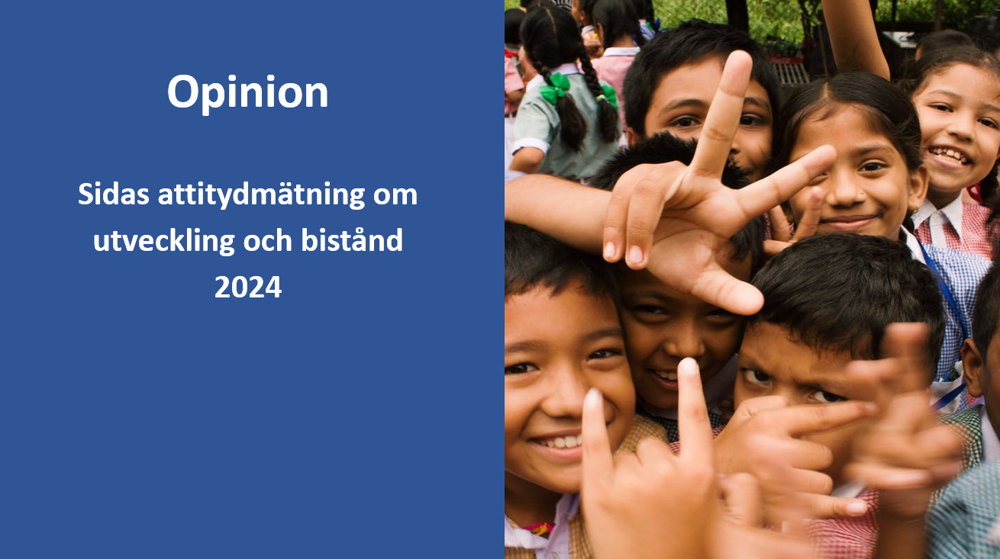 Opinion
Sidas attitydmätning om
utveckling och bistånd
2024